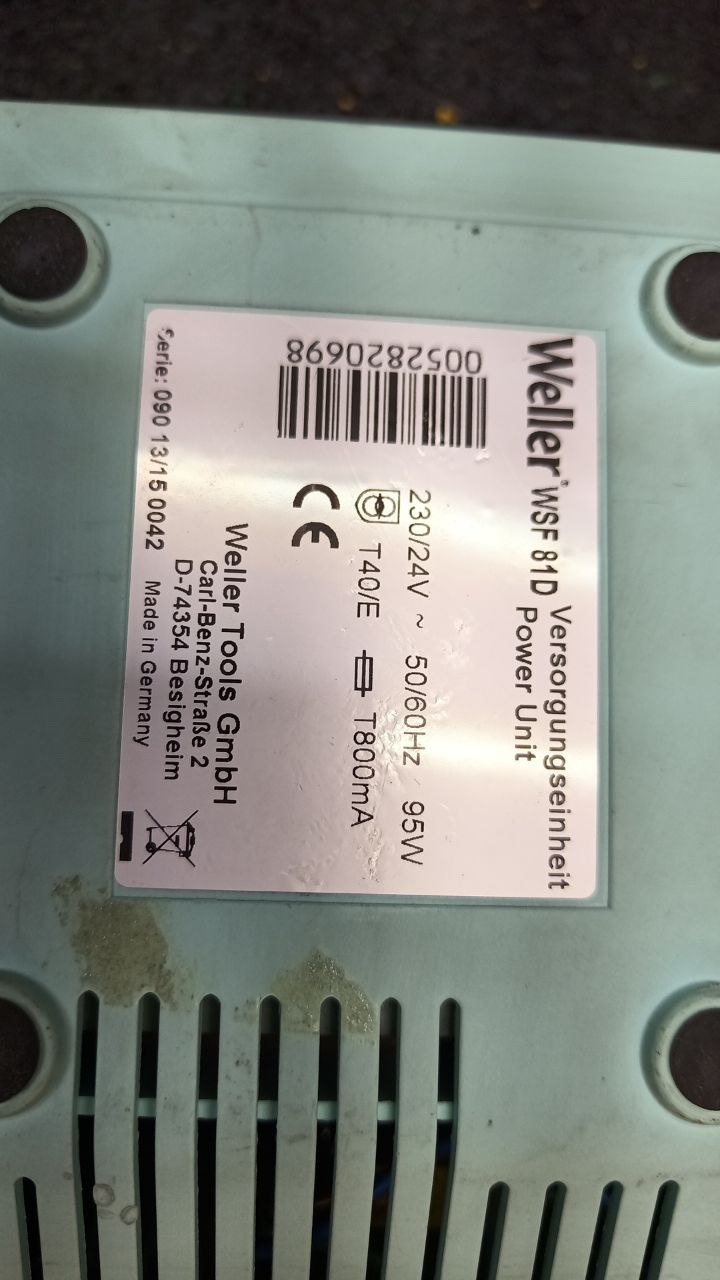 Weller® WSF 81D Versorgungseinheit
Power Unit
0052820698
230/24V ~ 50/60Hz 95W
T40/E T800mA
CE
Weller Tools GmbH
Carl-Benz-Straße 2
D-74354 Besigheim
Serie: 090 13/15 0042 Made in Germany